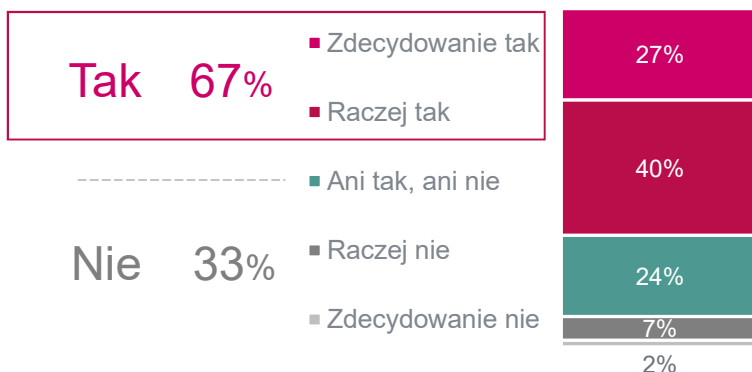 Tak 67%
Zdecydowanie tak
Raczej tak
Ani tak, ani nie
Nie 33%
Raczej nie
Zdecydowanie nie
27%
40%
24%
7%
2%